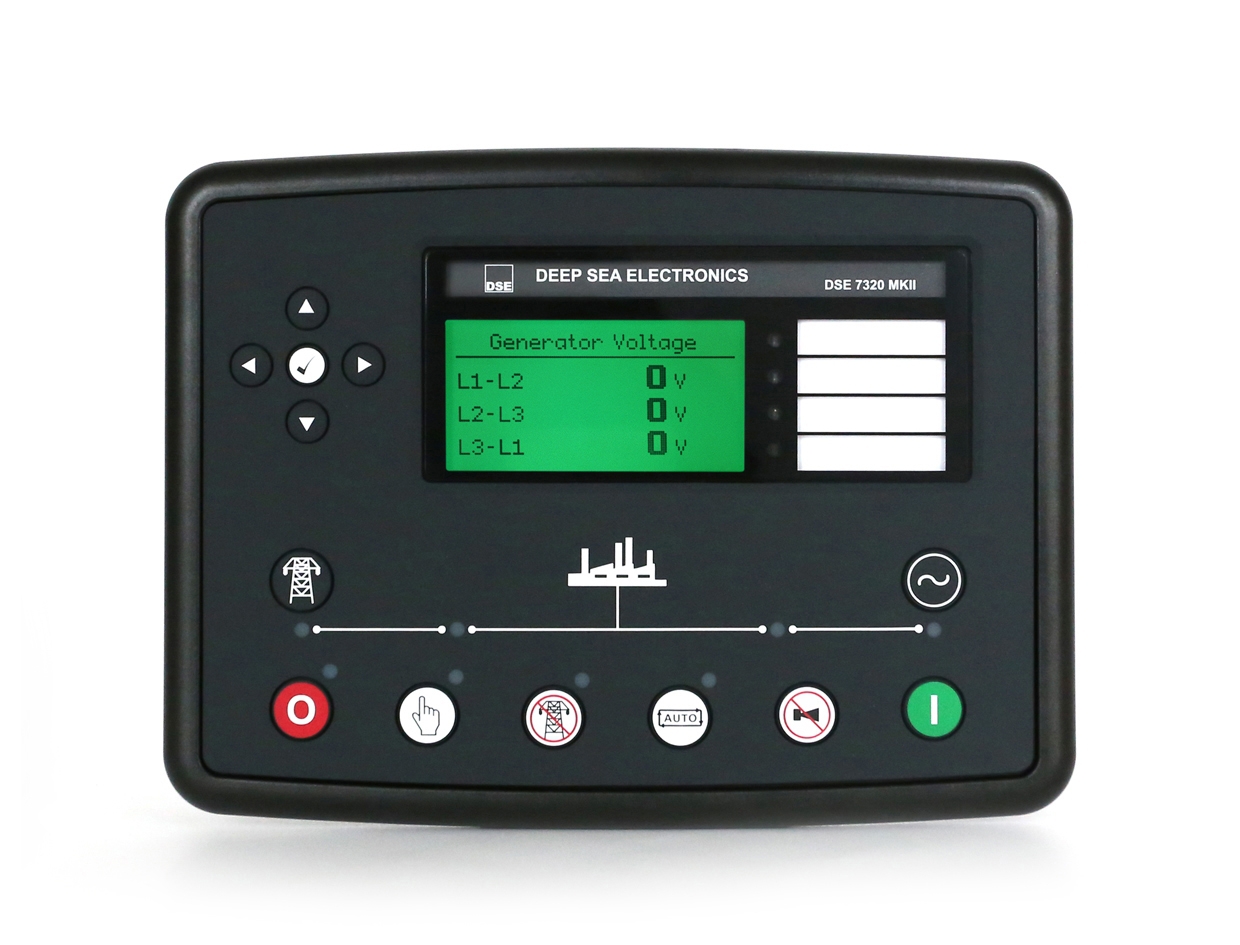 DSE
DEEP SEA ELECTRONICS
DSE 7320 MKII
Generator Voltage
L1-L2 0 V
L2-L3 0 V
L3-L1 0 V
O
AUTO
I